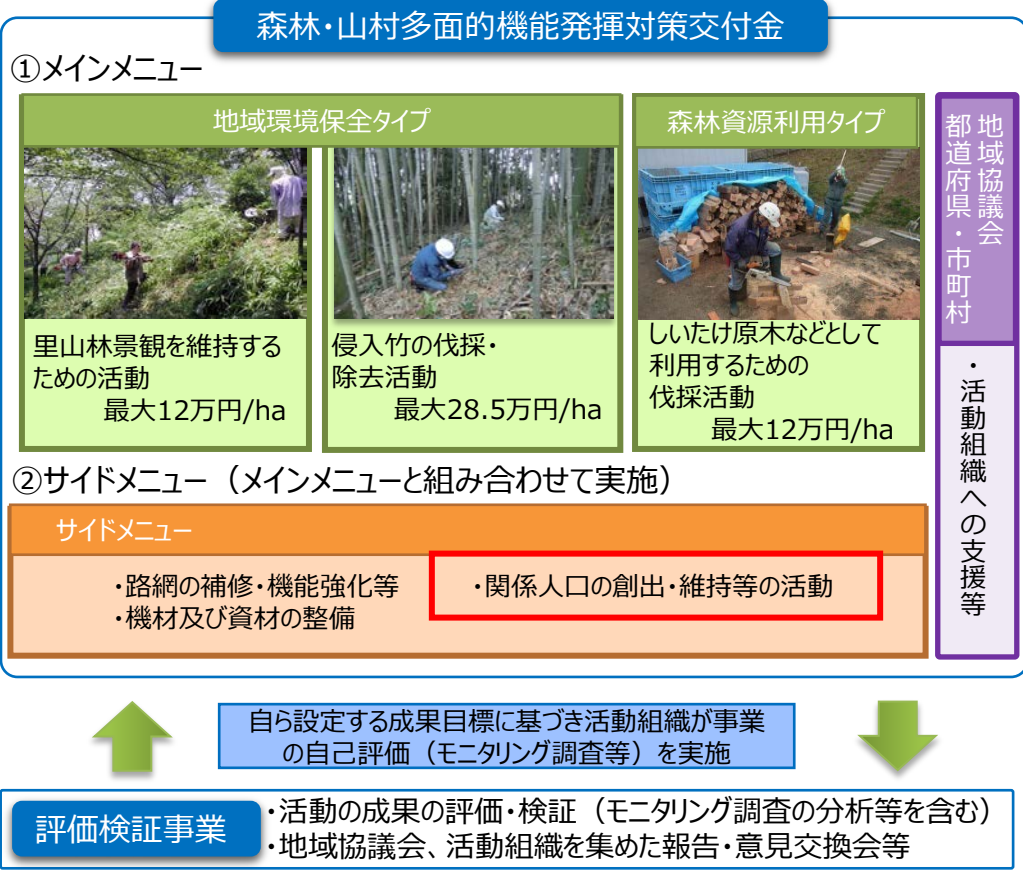 森林・山村多面的機能発揮対策交付金
①メインメニュー
地域環境保全タイプ
里山林景観を維持する
ための活動
最大12万円/ha
侵入竹の伐採・
除去活動
最大28.5万円/ha
森林資源利用タイプ
しいたけ原木などとして
利用するための
伐採活動
最大12万円/ha
地域協議会
都道府県・市町村
・活動組織への支援等
②サイドメニュー（メインメニューと組み合わせて実施）
サイドメニュー
・路網の補修・機能強化等
・機材及び資材の整備
・関係人口の創出・維持等の活動
自ら設定する成果目標に基づき活動組織が事業
の自己評価（モニタリング調査等）を実施
評価検証事業
・活動の成果の評価・検証（モニタリング調査の分析等を含む）
・地域協議会、活動組織を集めた報告・意見交換会等